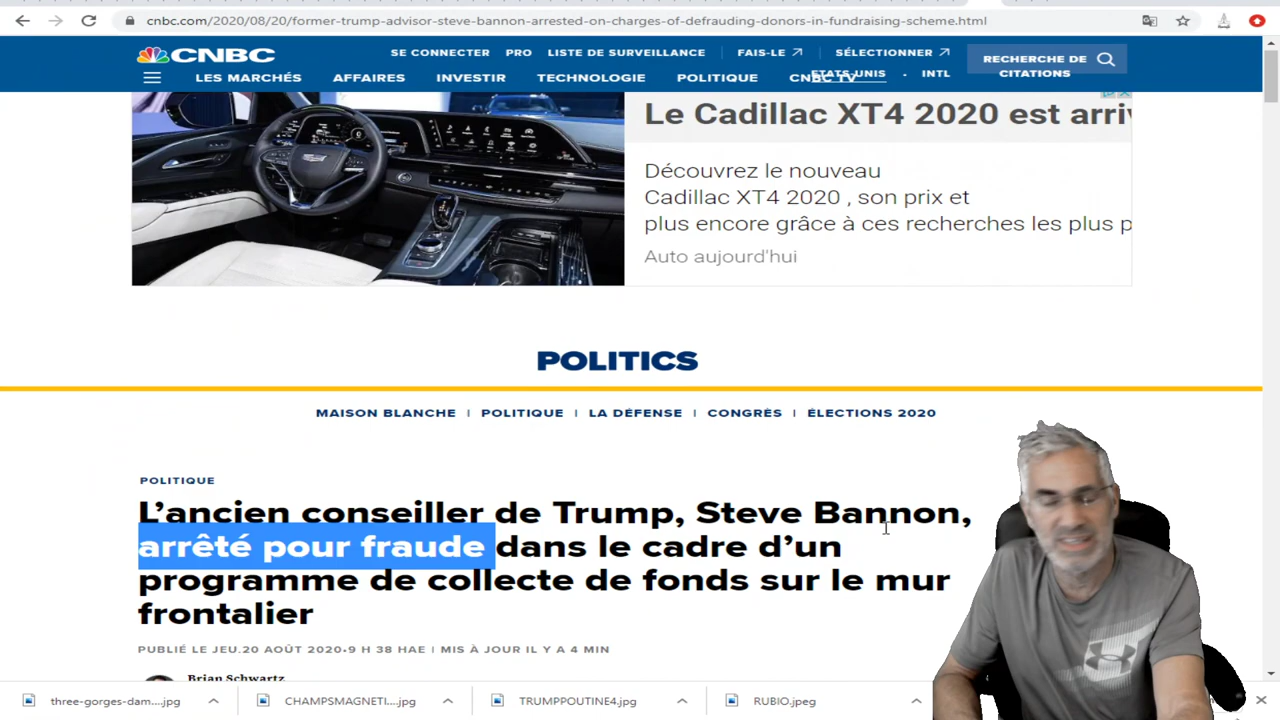 cnbc.com/2020/08/20/former-trump-advisor-steve-bannon-arrested-on-charges-of-defrauding-donors-in-fundraising-scheme.html
CNBC
SE CONNECTER PRO LISTE DE SURVEILLANCE FAIS-LE SÉLECTIONNER
ÉTATS-UNIS · INTL
RECHERCHE DE CITATIONS
LES MARCHÉS AFFAIRES INVESTIR TECHNOLOGIE POLITIQUE CNBC TV
Le Cadillac XT4 2020 est arri
Découvrez le nouveau
Cadillac XT4 2020 , son prix et
plus encore grâce à ces recherches les plus p
Auto aujourd'hui
POLITICS
MAISON BLANCHE | POLITIQUE | LA DÉFENSE | CONGRÈS | ÉLECTIONS 2020
POLITIQUE
L'ancien conseiller de Trump, Steve Bannon,
arrêté pour fraude dans le cadre d'un
programme de collecte de fonds sur le mur
frontalier
PUBLIÉ LE JEU.20 AOÛT 2020•9 H 38 HAE | MIS À JOUR IL Y A 4 MIN
Brian Schwartz
three-gorges-dam....jpg CHAMPSMAGNETI....jpg TRUMPPOUTINE4.jpg RUBIO.jpeg